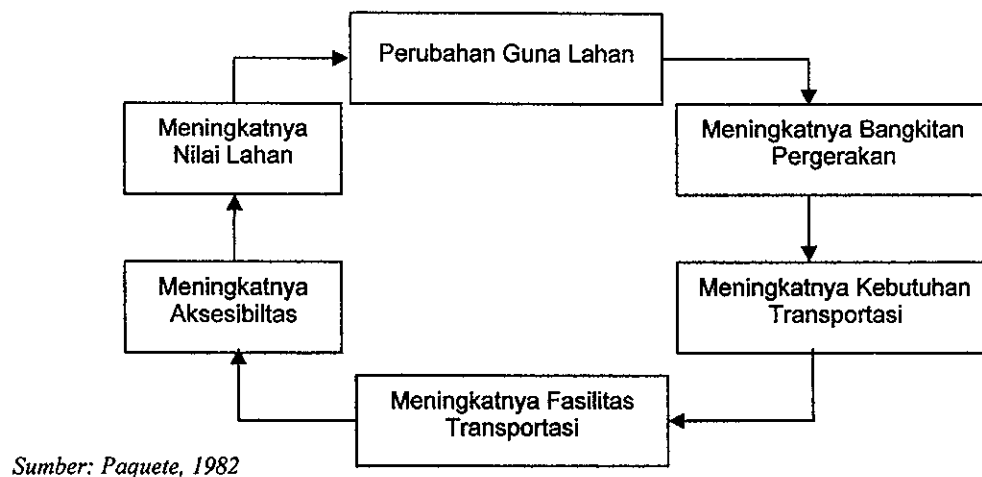 Perubahan Guna Lahan
Meningkatnya Bangkitan
Pergerakan
Meningkatnya Kebutuhan
Transportasi
Meningkatnya Fasilitas
Transportasi
Meningkatnya
Aksesibiltas
Meningkatnya
Nilai Lahan
Sumber: Paquete, 1982